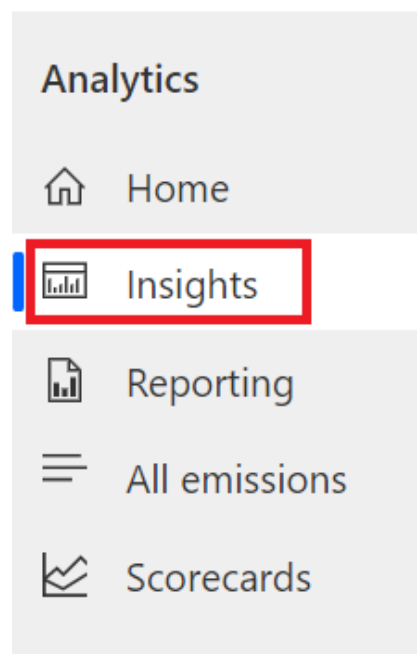 Analytics
Home
Insights
Reporting
All emissions
Scorecards